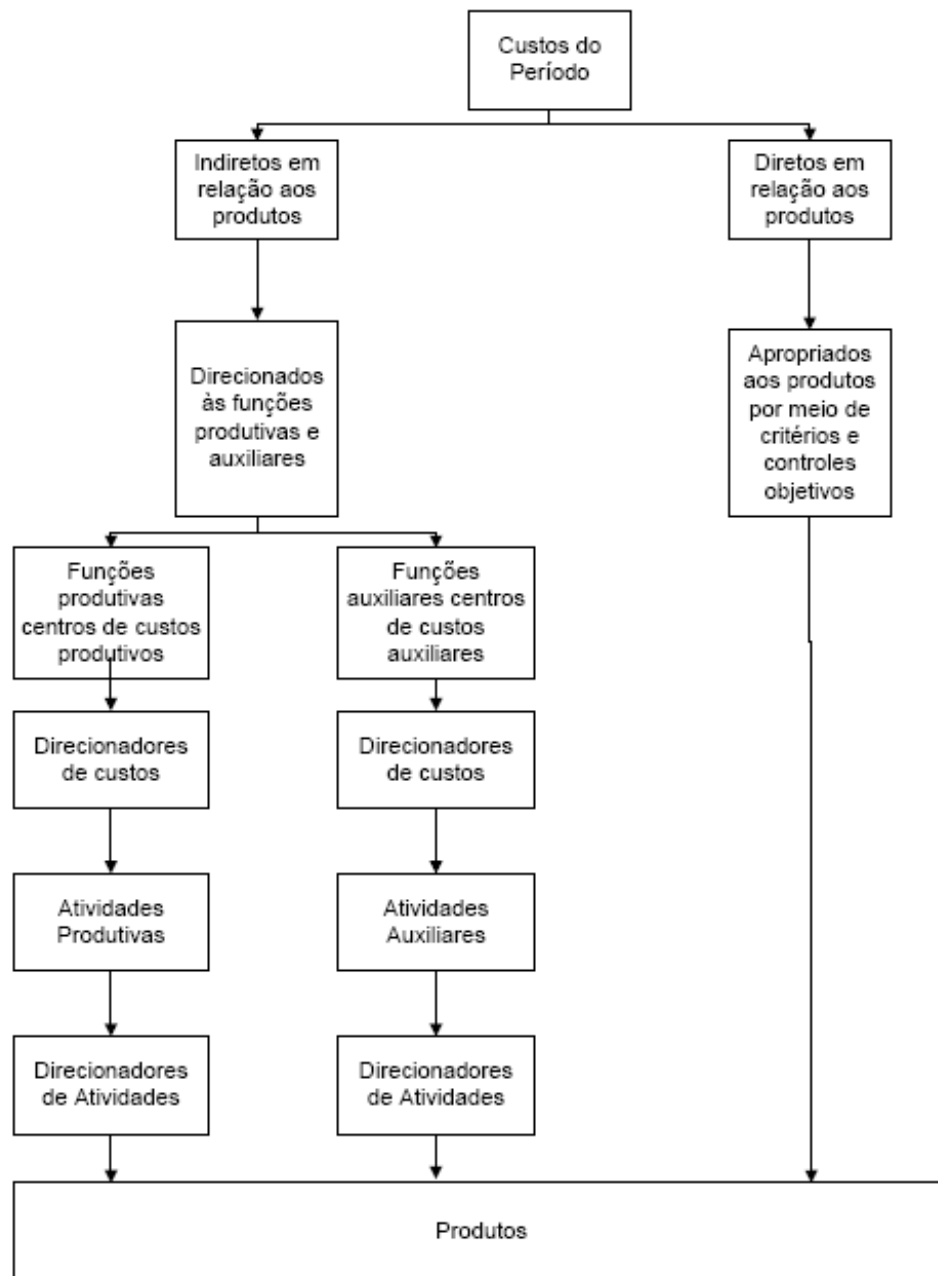 Custos do
Período
Indiretos em
relação aos
produtos
Diretos em
relação aos
produtos
Direcionados
às funções
produtivas e
auxiliares
Apropriados
aos produtos
por meio de
critérios e
controles
objetivos
Funções
produtivas
centros de custos
produtivos
Funções
auxiliares centros
de custos
auxiliares
Direcionadores
de custos
Direcionadores
de custos
Atividades
Produtivas
Atividades
Auxiliares
Direcionadores
de Atividades
Direcionadores
de Atividades
Produtos